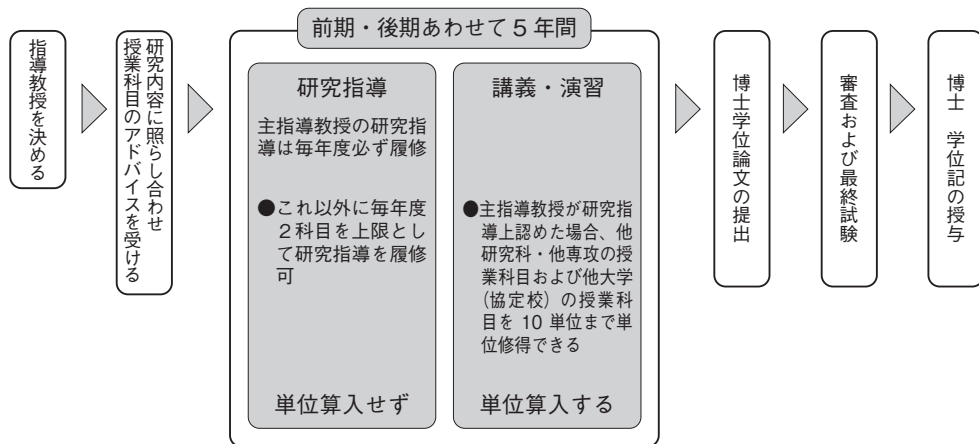 指導教授を決める
研究内容に照らし合わせ
授業科目のアドバイスを受ける
前期・後期あわせて5年間
研究指導
主指導教授の研究指
導は毎年度必ず履修
●これ以外に毎年度
2科目を上限とし
て研究指導を履修
可
単位算入せず
講義・演習
●主指導教授が研究指
導上認めた場合、他
研究科・他専攻の授
業科目および他大学
(協定校)の授業科
目を 10 単位まで単
位修得できる
単位算入する
博士学位論文の提出
審査および最終試験
博士 学位記の授与